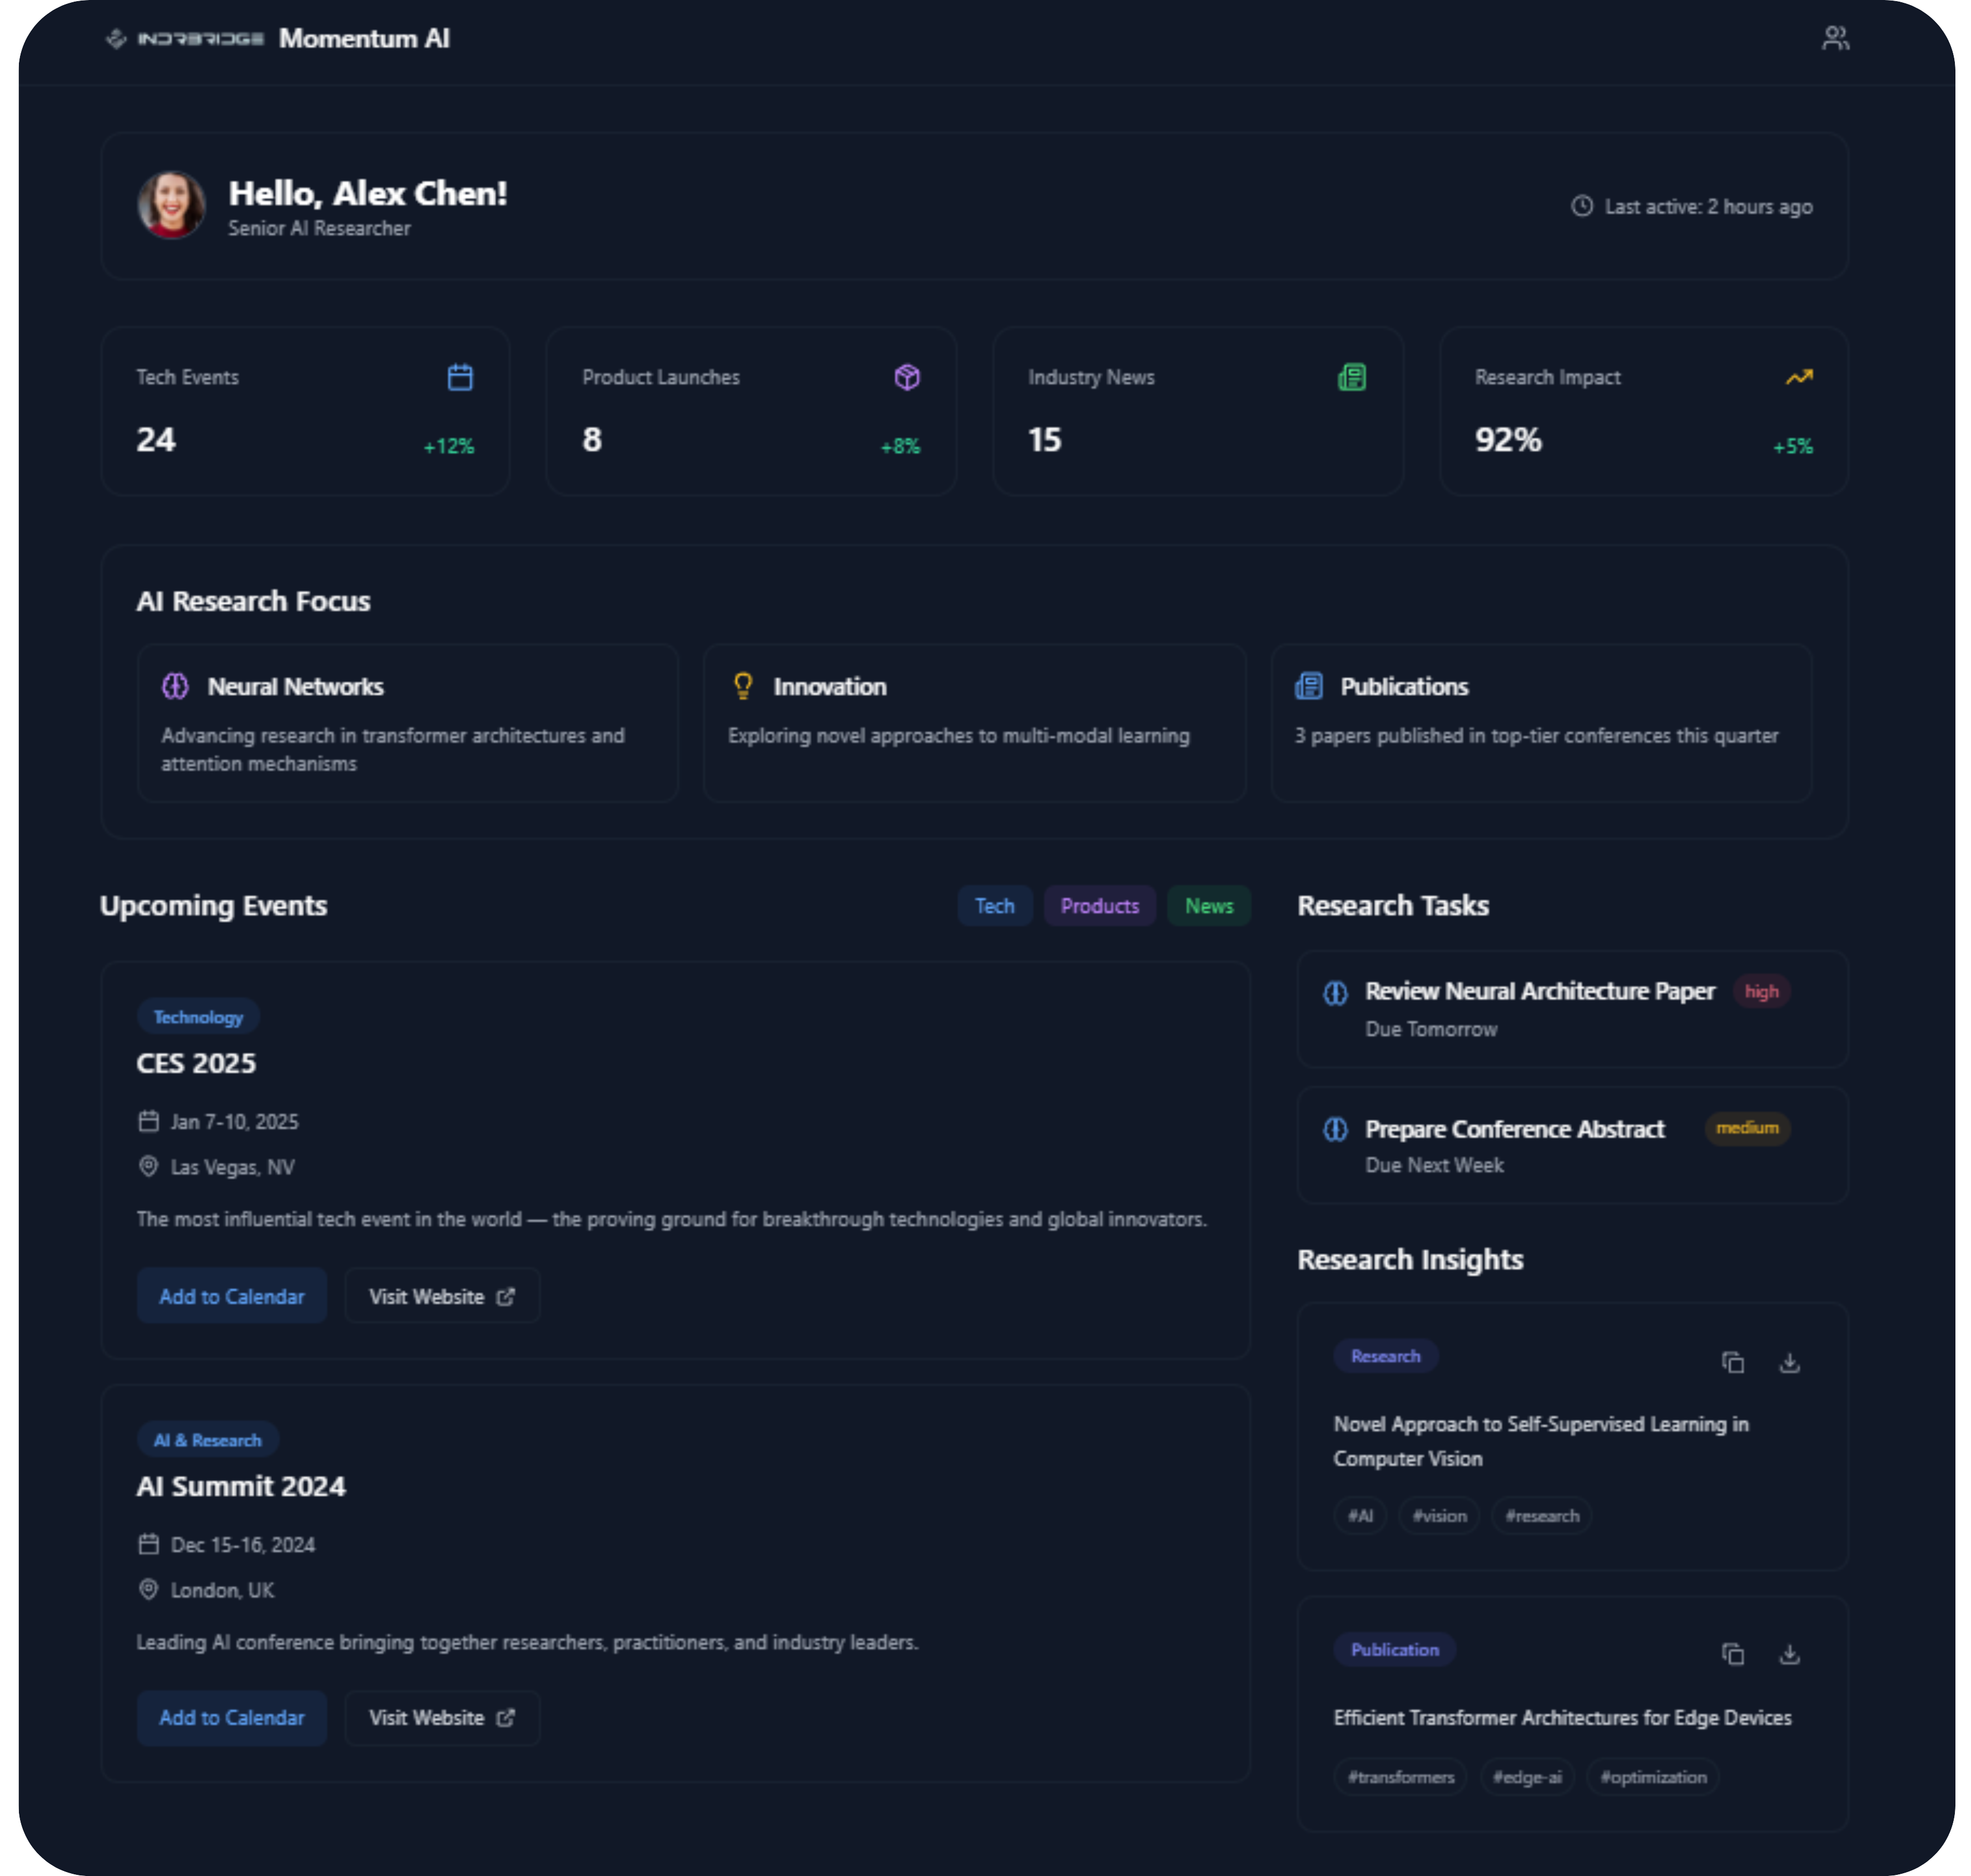 INDRBRIDGE Momentum AI
Hello, Alex Chen!
Senior AI Researcher
Last active: 2 hours ago
Tech Events
24
+12%
Product Launches
8
+8%
Industry News
15
Research Impact
92%
+5%
AI Research Focus
Neural Networks
Advancing research in transformer architectures and
attention mechanisms
Innovation
Exploring novel approaches to multi-modal learning
Publications
3 papers published in top-tier conferences this quarter
Upcoming Events
Tech
Products
News
Technology
CES 2025
Jan 7-10, 2025
Las Vegas, NV
The most influential tech event in the world — the proving ground for breakthrough technologies and global innovators.
Add to Calendar
Visit Website
AI & Research
AI Summit 2024
Dec 15-16, 2024
London, UK
Leading AI conference bringing together researchers, practitioners, and industry leaders.
Add to Calendar
Visit Website
Research Tasks
Review Neural Architecture Paper high
Due Tomorrow
Prepare Conference Abstract medium
Due Next Week
Research Insights
Research
Novel Approach to Self-Supervised Learning in
Computer Vision
#AI #vision #research
Publication
Efficient Transformer Architectures for Edge Devices
#transformers #edge-ai #optimization